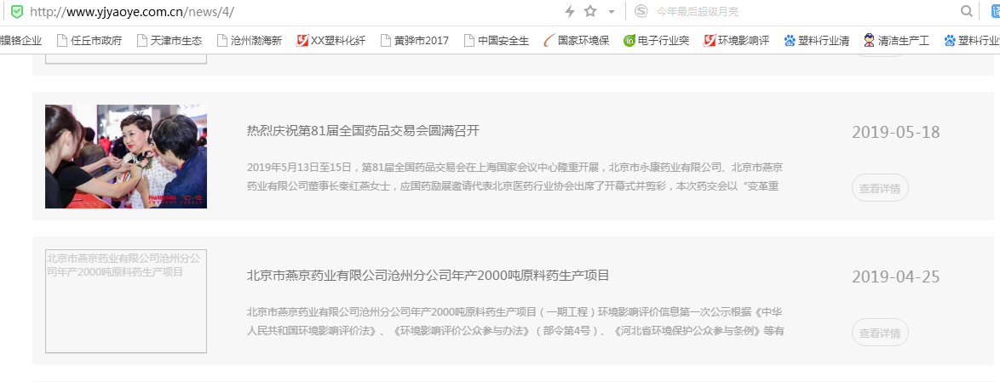 http://www.yjyaoye.com.cn/news/4/
今年最后超级月亮
镍铬企业 任丘市政府 天津市生态 沧州渤海新 XX塑料化纤 黄骅市2017 中国安全生 国家环境保 电子行业突 环境影响评 塑料行业清 清洁生产工 塑料行业
热烈庆祝第81届全国药品交易会圆满召开
2019-05-18
2019年5月13日至15日，第81届全国药品交易会在上海国家会议中心隆重开展，北京市永康药业有限公司、北京市燕京
药业有限公司董事长秦红燕女士，应国药励展邀请代表北京医药行业协会出席了开幕式并剪彩，本次药交会以“变革重
查看详情
北京市燕京药业有限公司沧州分公
司年产2000吨原料药生产项目
北京市燕京药业有限公司沧州分公司年产2000吨原料药生产项目
2019-04-25
北京市燕京药业有限公司沧州分公司年产2000吨原料药生产项目（一期工程）环境影响评价信息第一次公示根据《中华
人民共和国环境影响评价法》、《环境影响评价公众参与办法》（部令第4号）、《河北省环境保护公众参与条例》等有
查看详情